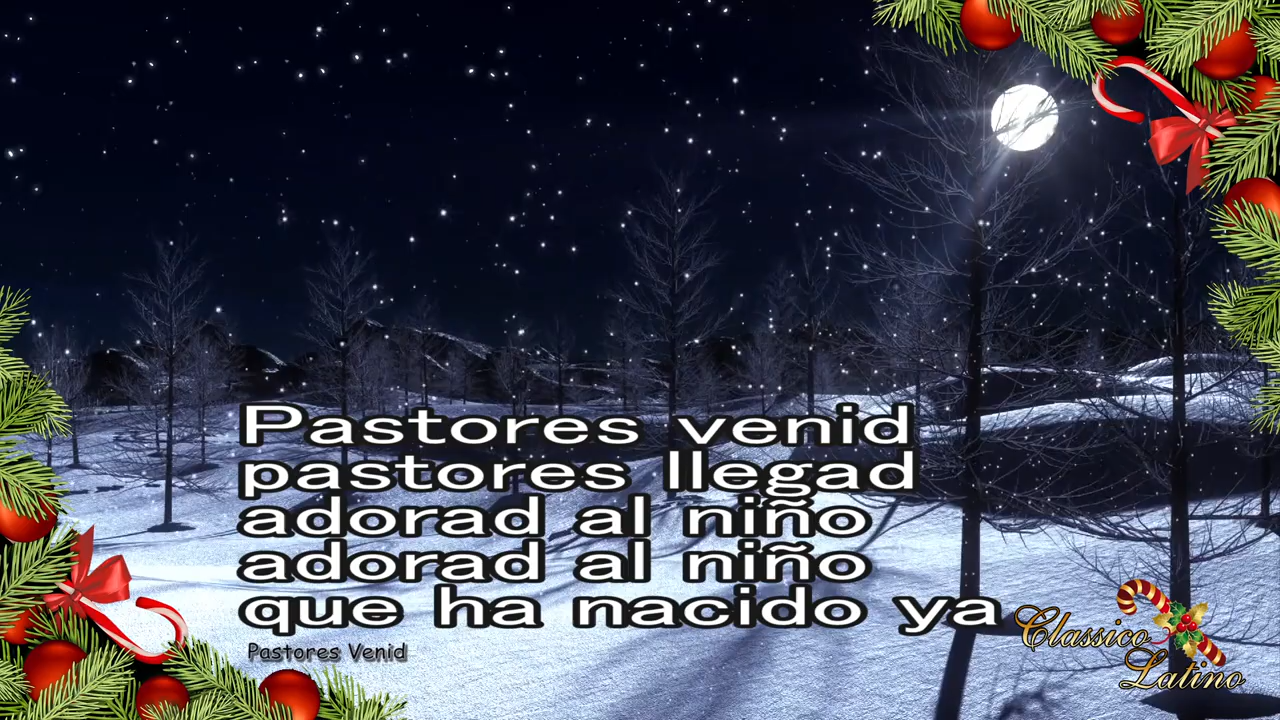 Pastores venid
pastores llegad
adorad al niño
adorad al niño
que ha nacido ya
Pastores Venid
Classico
Latino